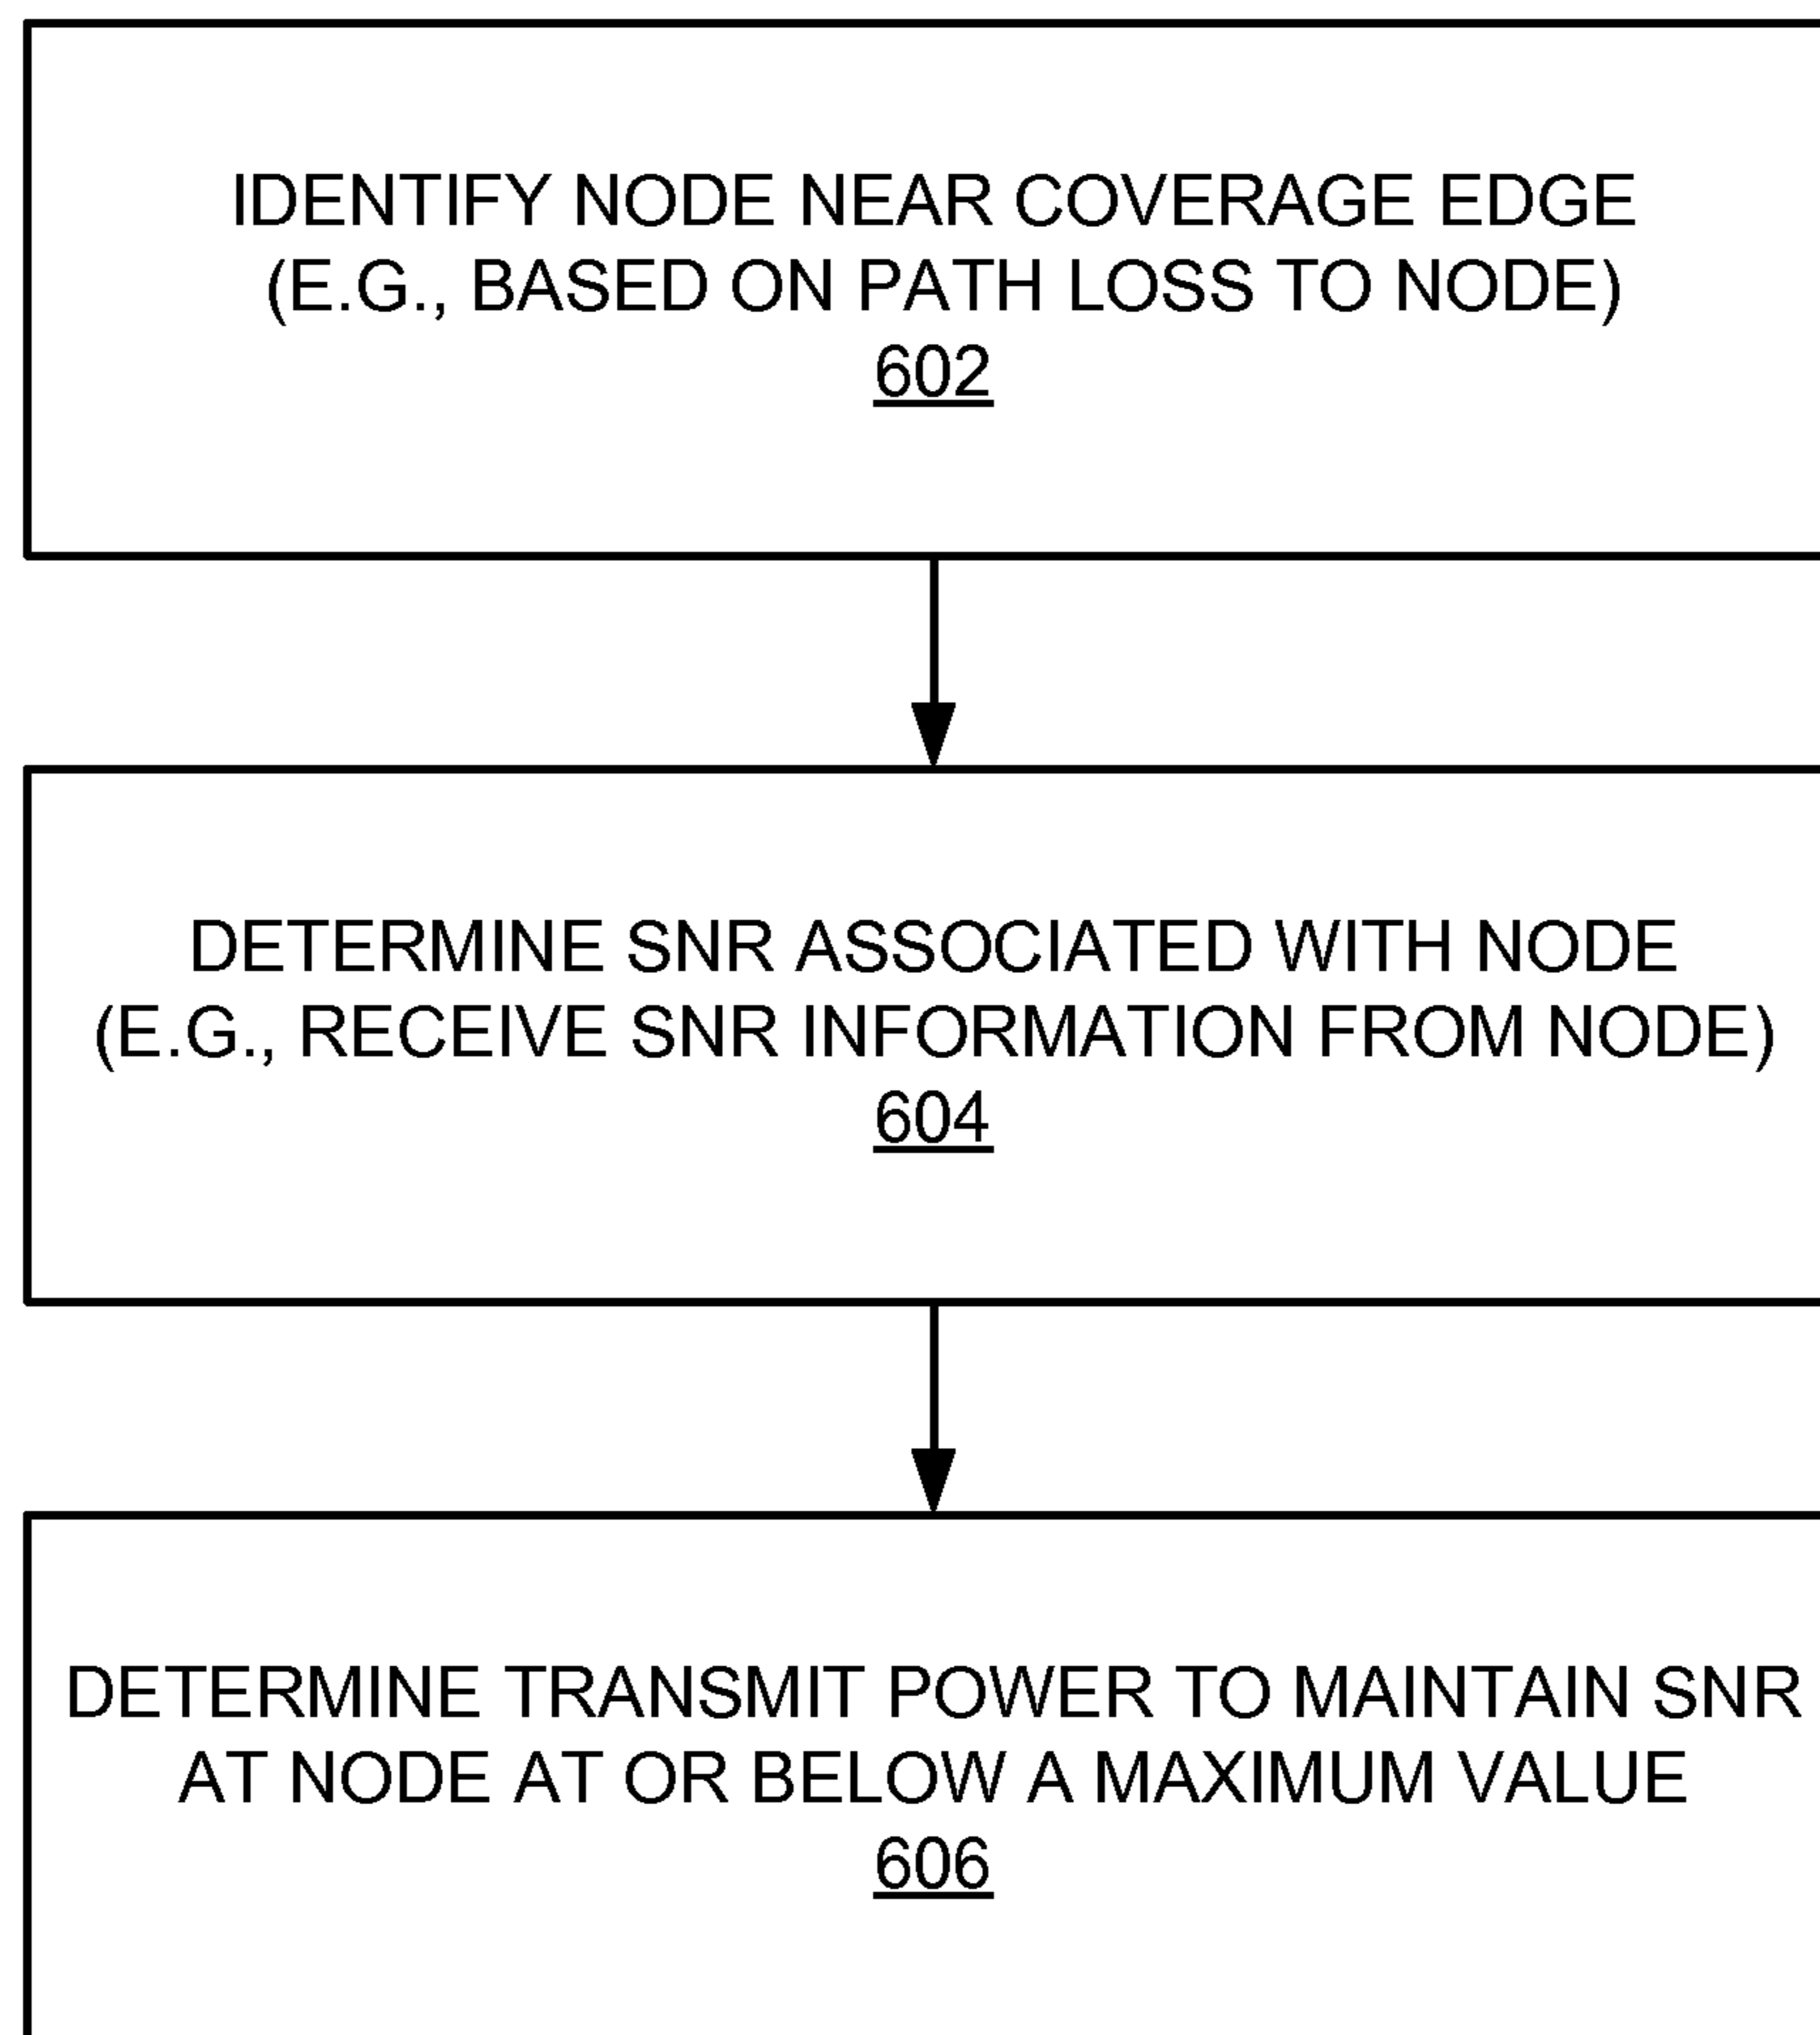 IDENTIFY NODE NEAR COVERAGE EDGE
(E.G., BASED ON PATH LOSS TO NODE)
602
DETERMINE SNR ASSOCIATED WITH NODE
(E.G., RECEIVE SNR INFORMATION FROM NODE)
604
DETERMINE TRANSMIT POWER TO MAINTAIN SNR
AT NODE AT OR BELOW A MAXIMUM VALUE
606